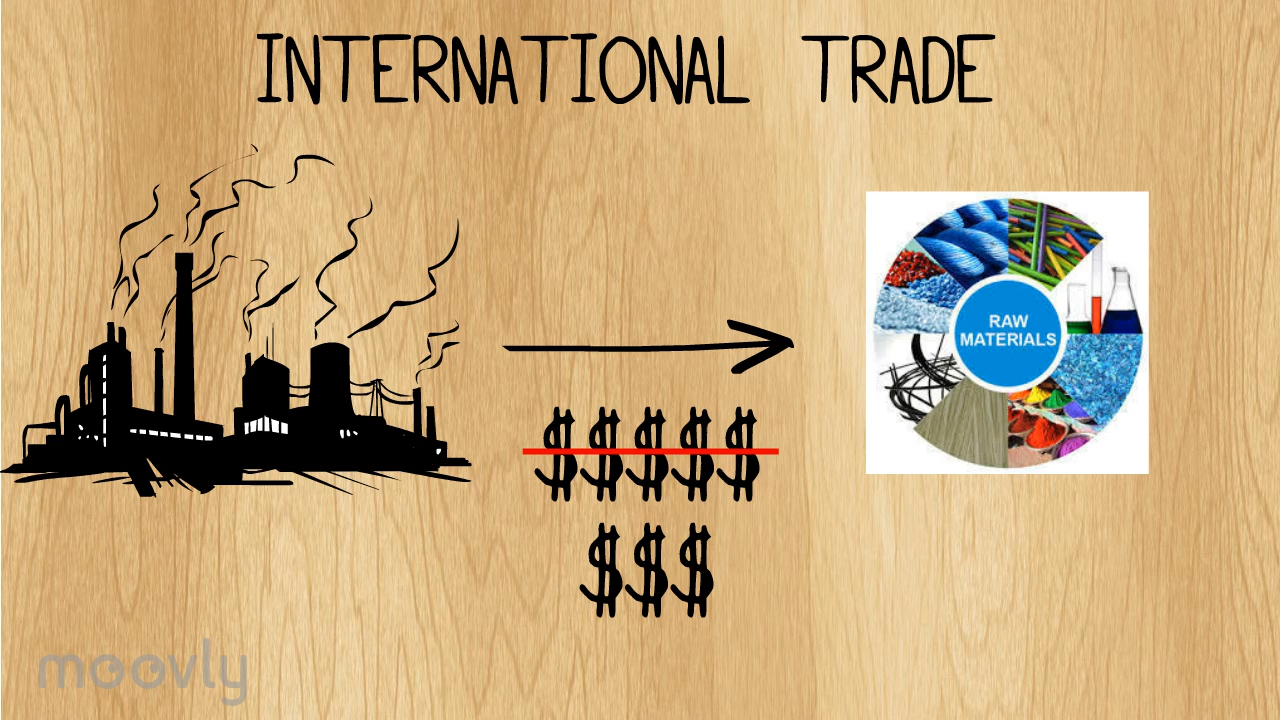 INTERNATIONAL TRADE
RAW
MATERIALS
$$$$$
$$$
moovly